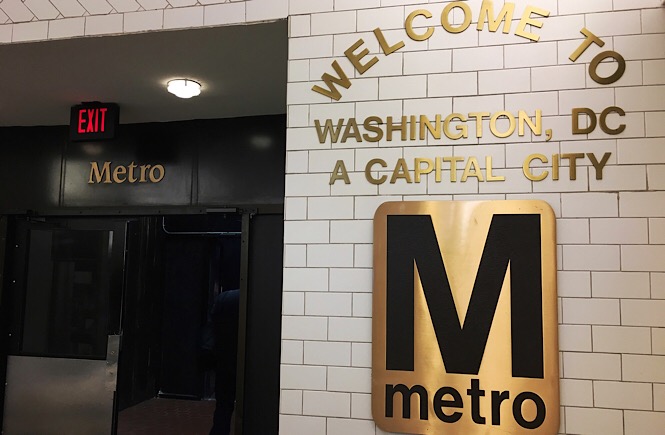 EXIT
Metro
WELCOME TO
WASHINGTON, DC
A CAPITAL CITY
M
metro